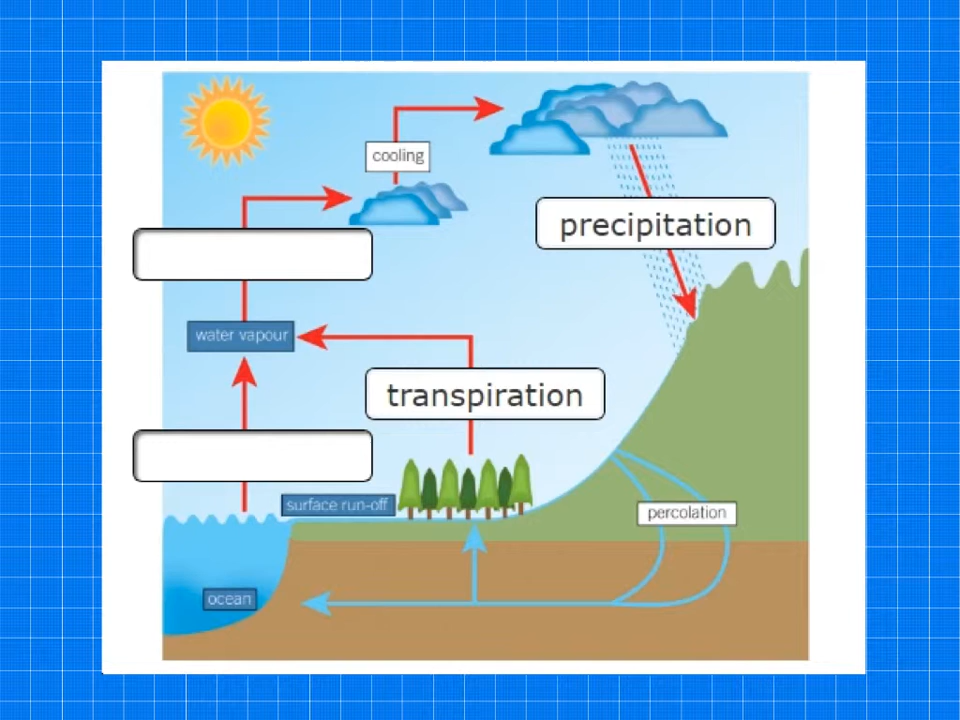 cooling
precipitation
water vapour
transpiration
surface run-off
percolation
ocean